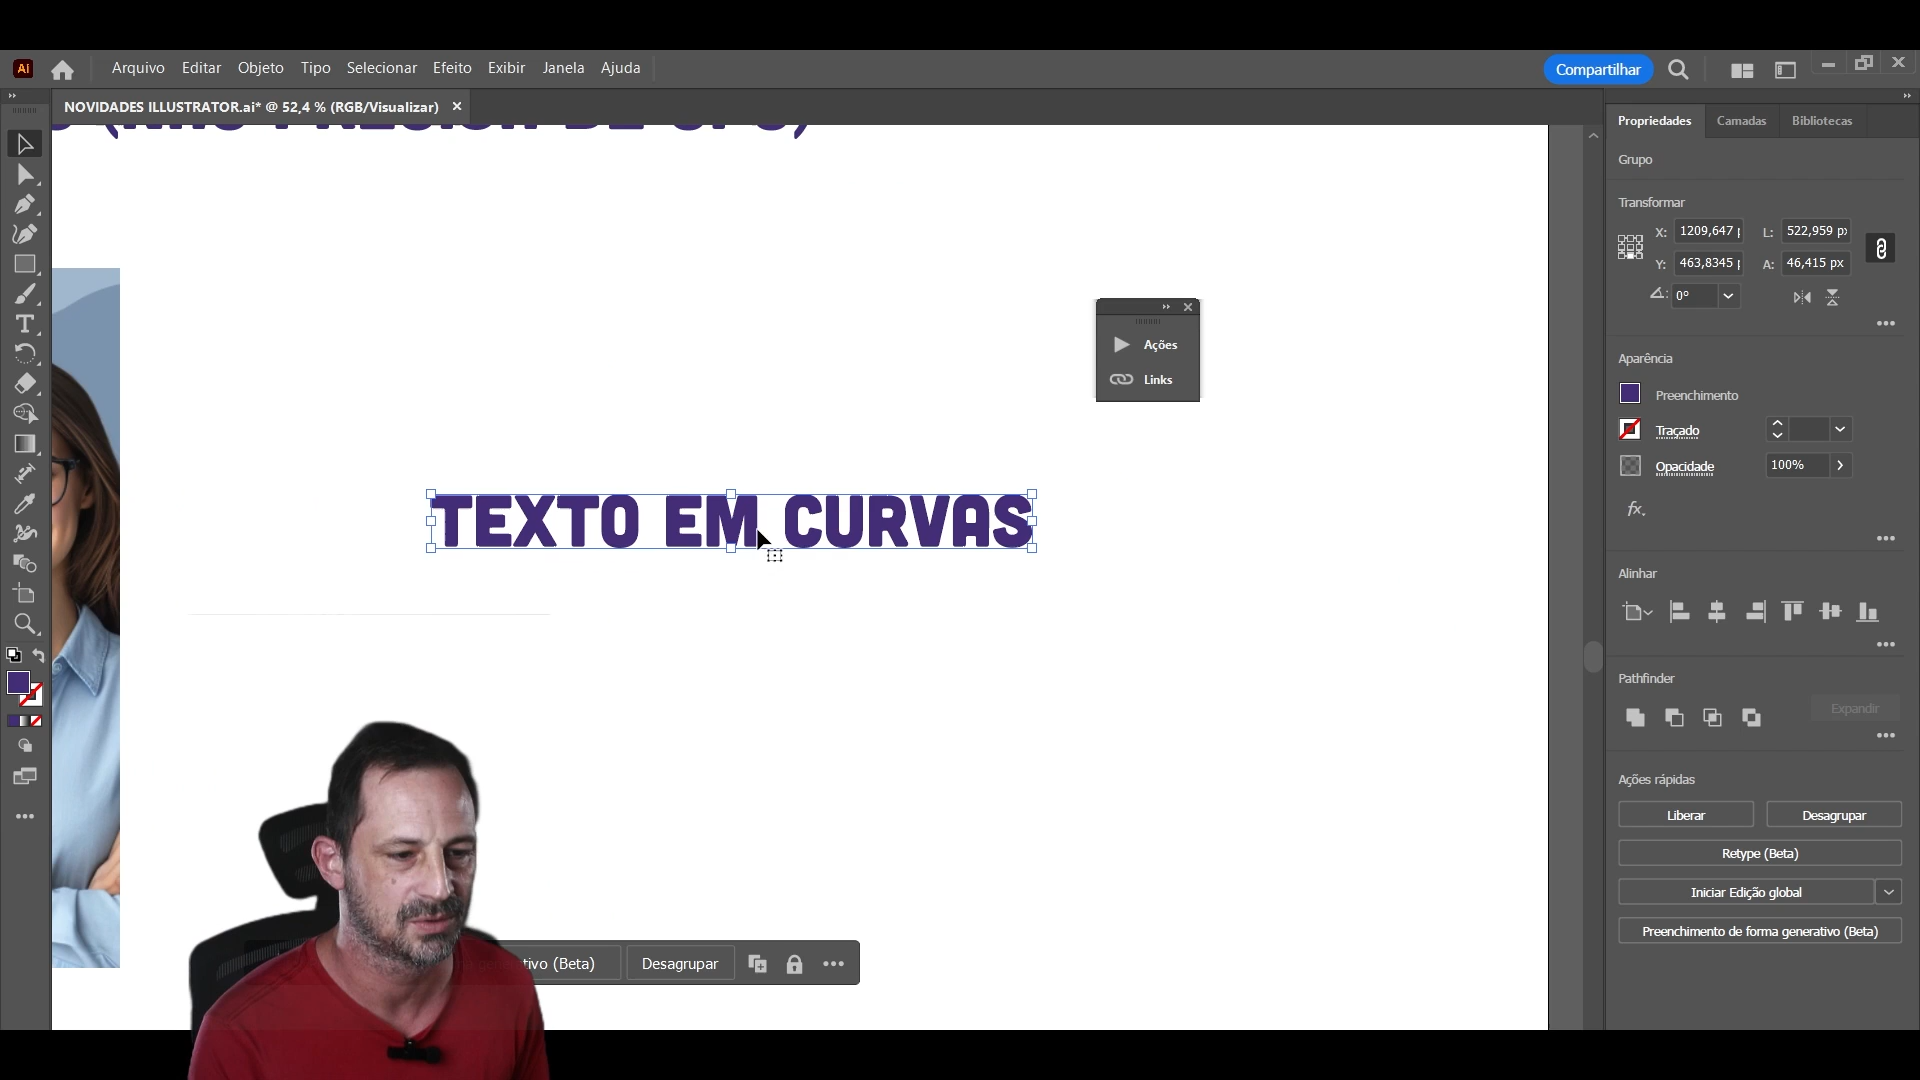 Ai
Arquivo Editar Objeto Tipo Selecionar Efeito Exibir Janela Ajuda
Compartilhar
NOVIDADES ILLUSTRATOR.ai* @ 52,4 % (RGB/Visualizar)
Propriedades Camadas Bibliotecas
Grupo
Transformar
X: 1209,647 L: 522,959 px
Y: 463,8345 A: 46,415 px
0°
Ações
Links
Aparência
Preenchimento
Traçado
Opacidade 100%
fx.
TEXTO EM CURVAS
Alinhar
Pathfinder
Expandir
Ações rápidas
Liberar Desagrupar
Retype (Beta)
Iniciar Edição global
Preenchimento de forma generativo (Beta)
generativo (Beta) Desagrupar